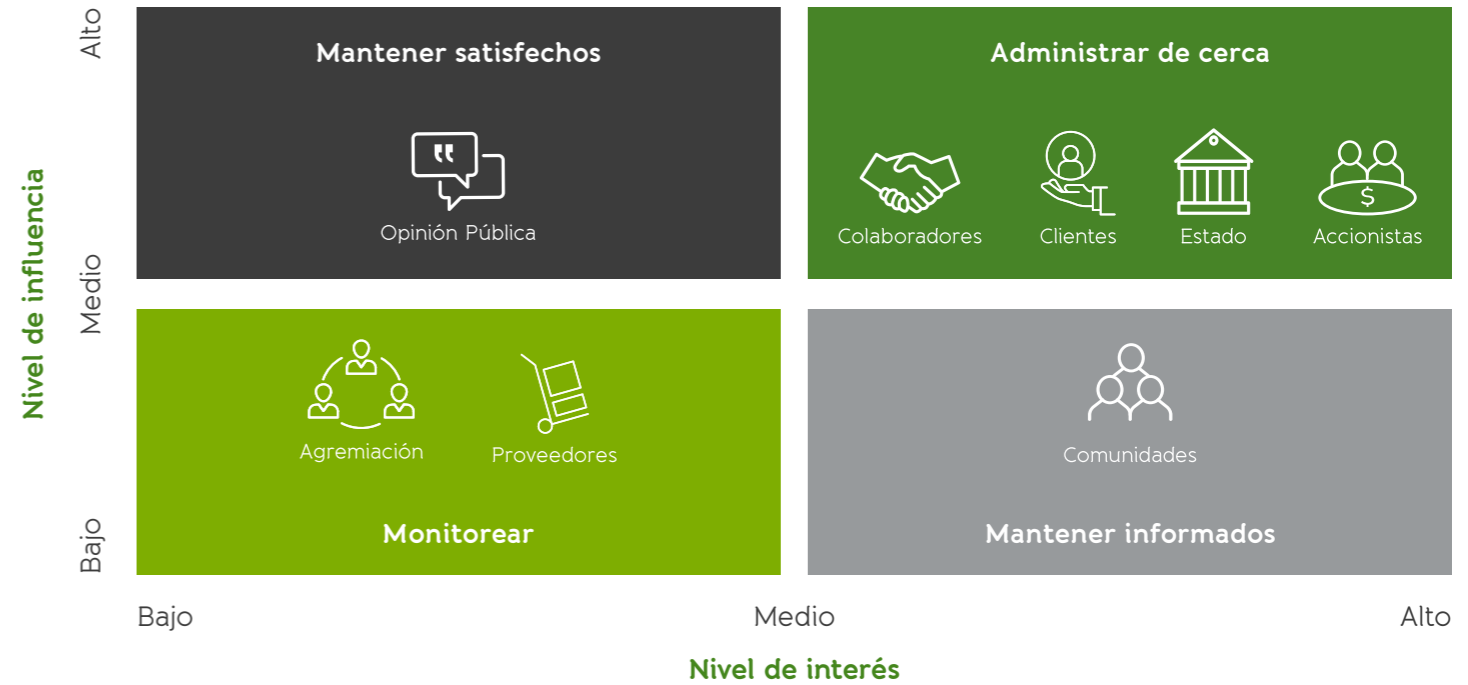 Alto
Mantener satisfechos
Administrar de cerca
Opinión Pública
Colaboradores
Clientes
Estado
Accionistas
Nivel de influencia
Medio
Agremiación
Proveedores
Comunidades
Monitorear
Mantener informados
Bajo
Bajo
Medio
Alto
Nivel de interés
$